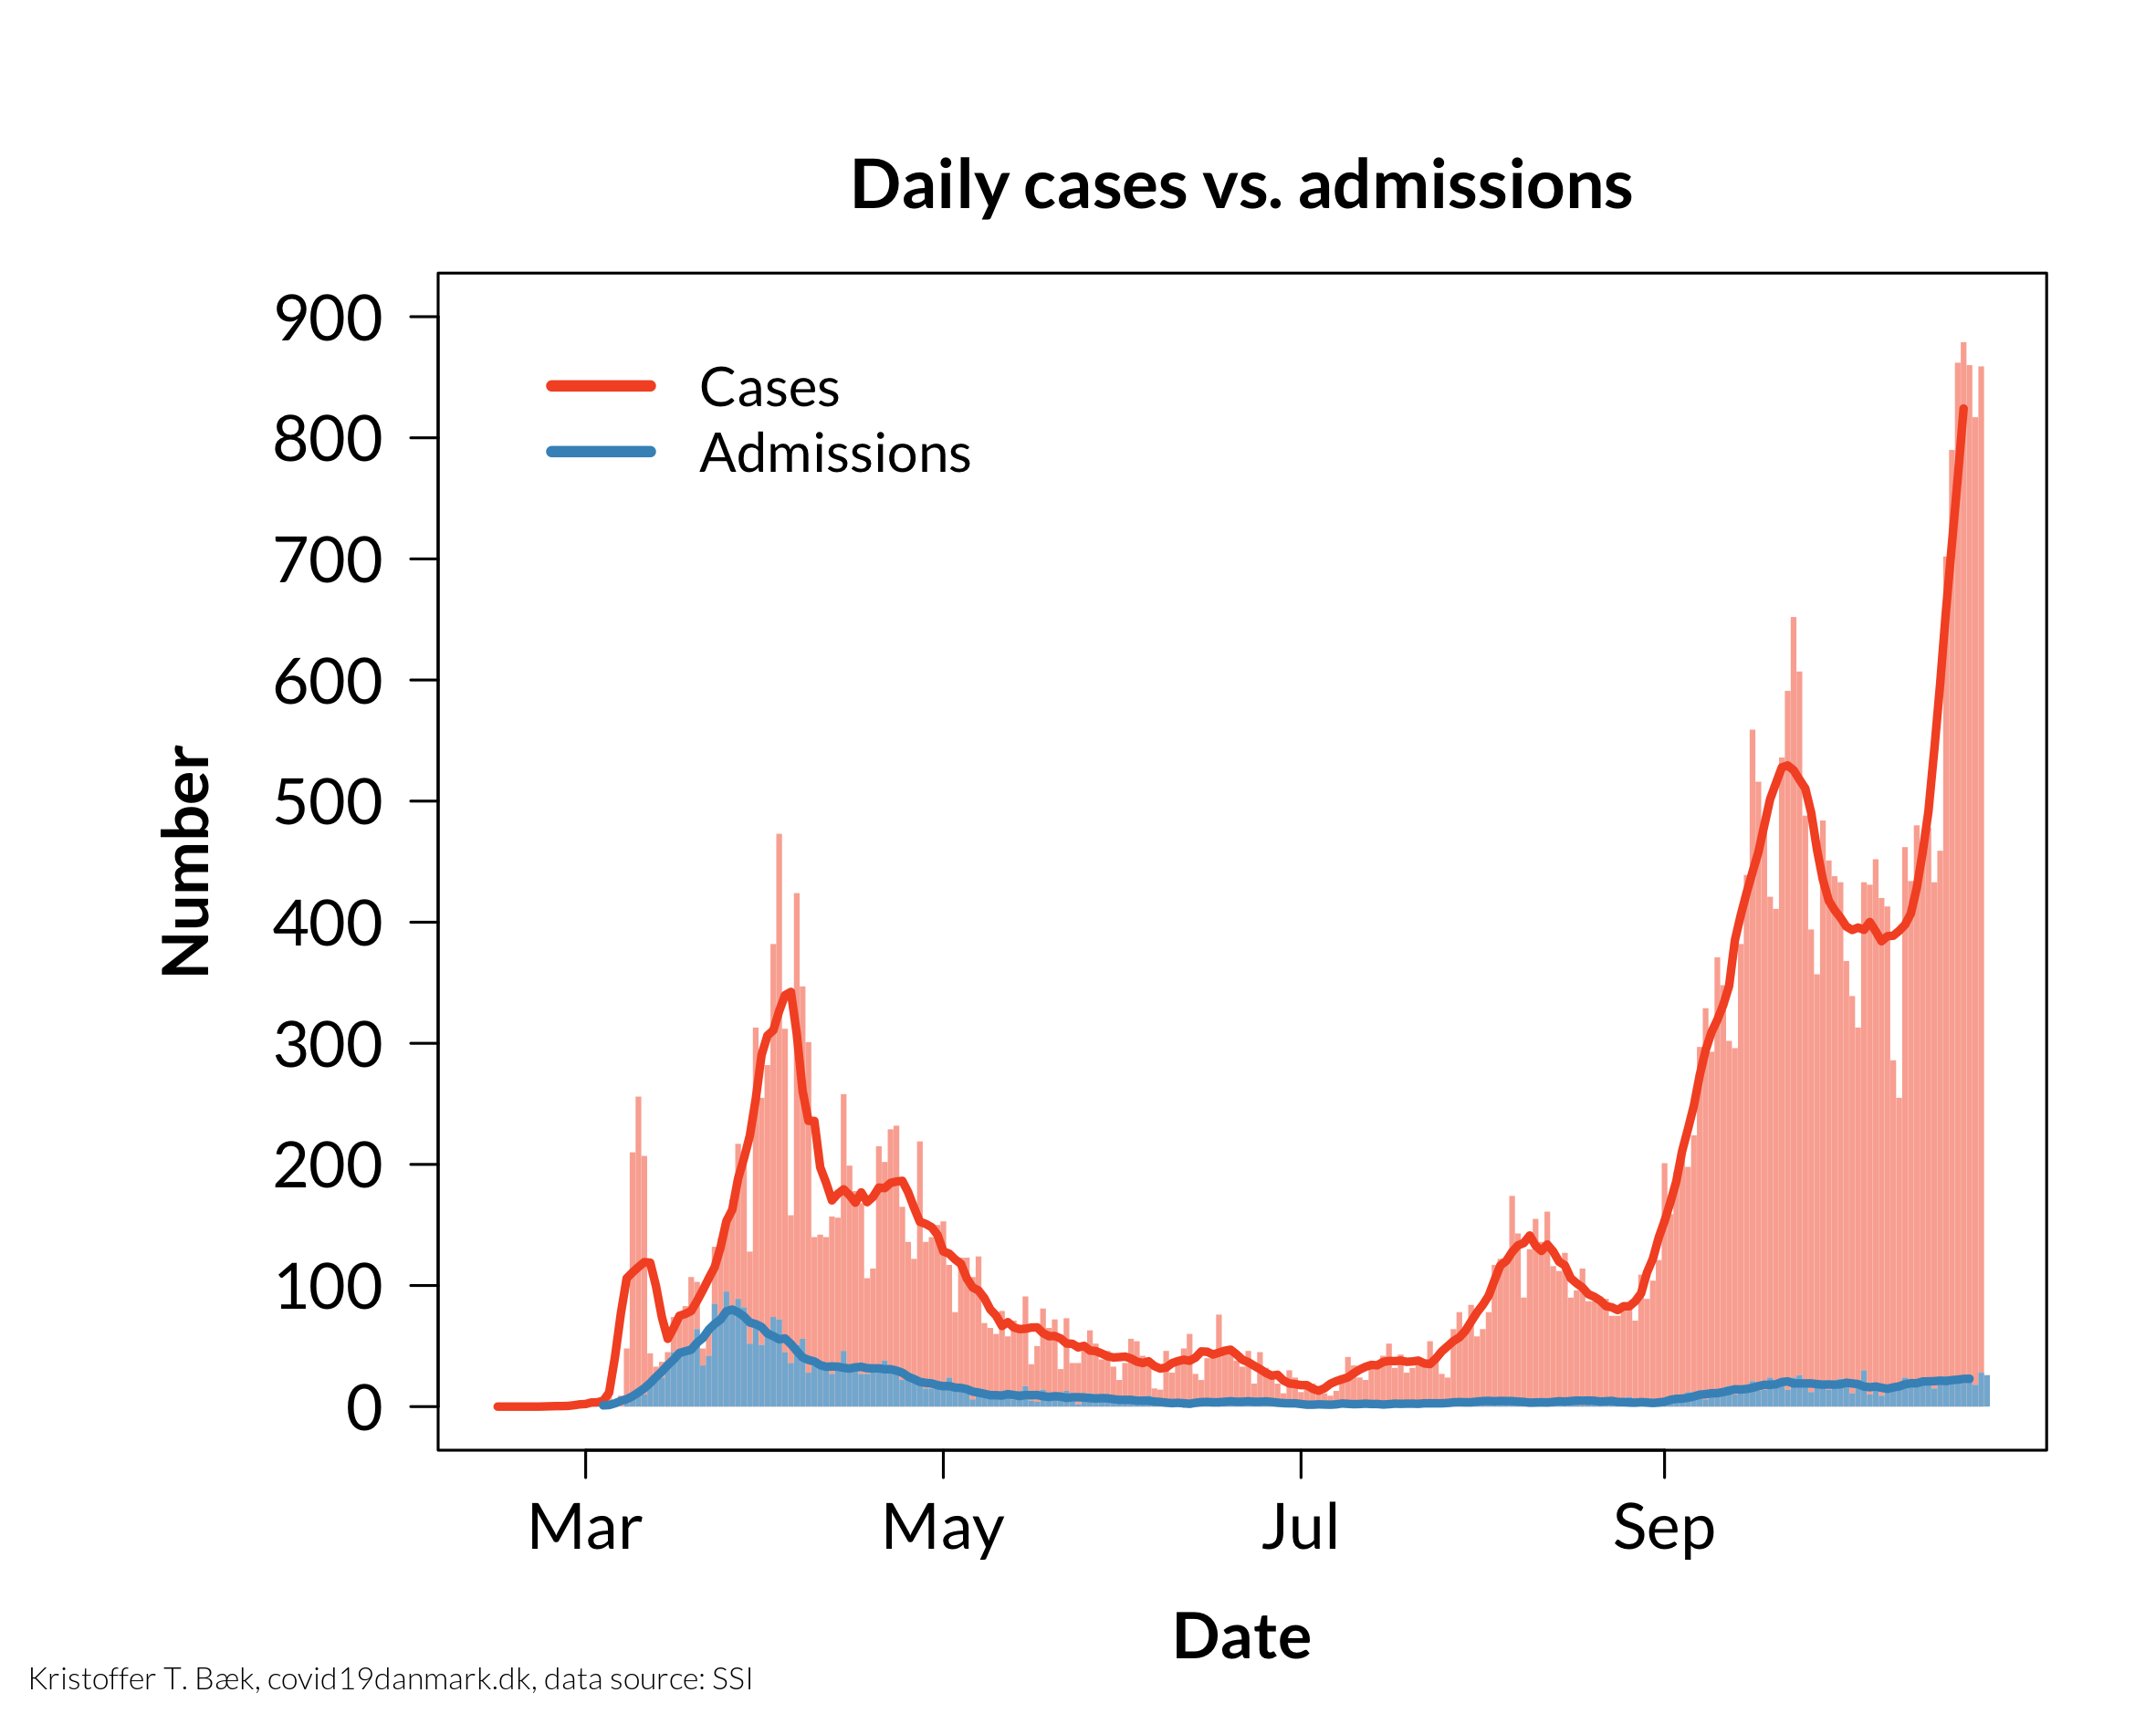 Daily cases vs. admissions
900
800
700
600
500
400
300
200
100
0
Number
Cases
Admissions
Mar May Jul Sep
Date
Kristoffer T. Bæk, covid19danmark.dk, data source: SSI